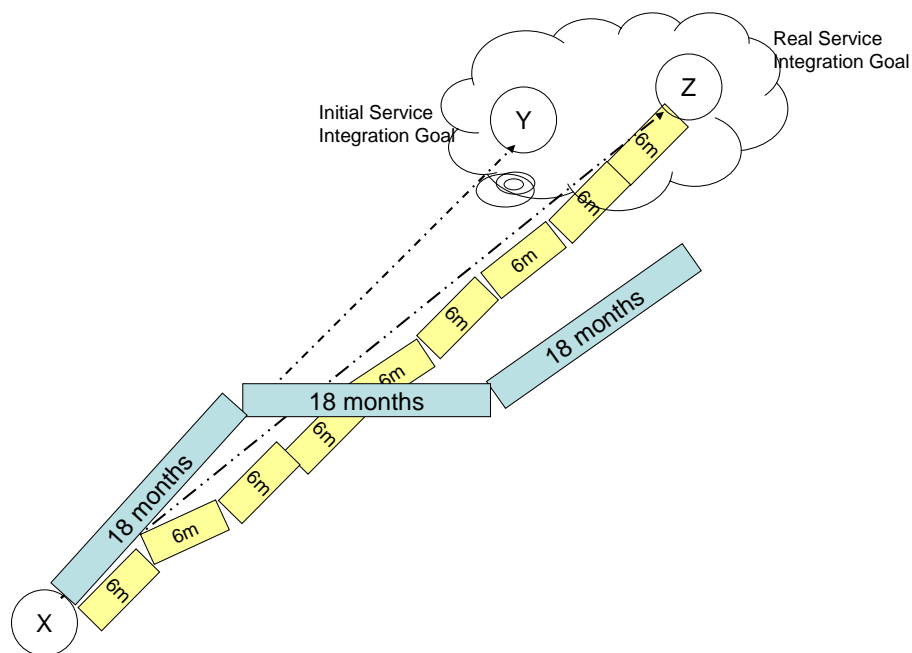 Real Service
Integration Goal
Z
Initial Service
Integration Goal
Y
6m
6m
6m
6m
18 months
6m
18 months
6m
6m
18 months
6m
6m
X